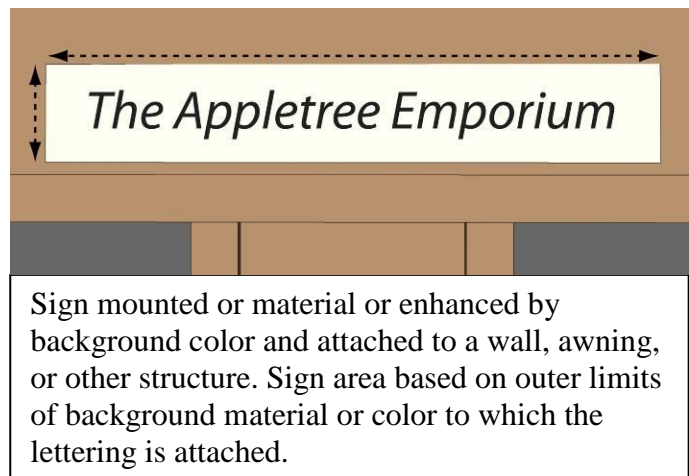 The Appletree Emporium
Sign mounted or material or enhanced by
background color and attached to a wall, awning,
or other structure. Sign area based on outer limits
of background material or color to which the
lettering is attached.